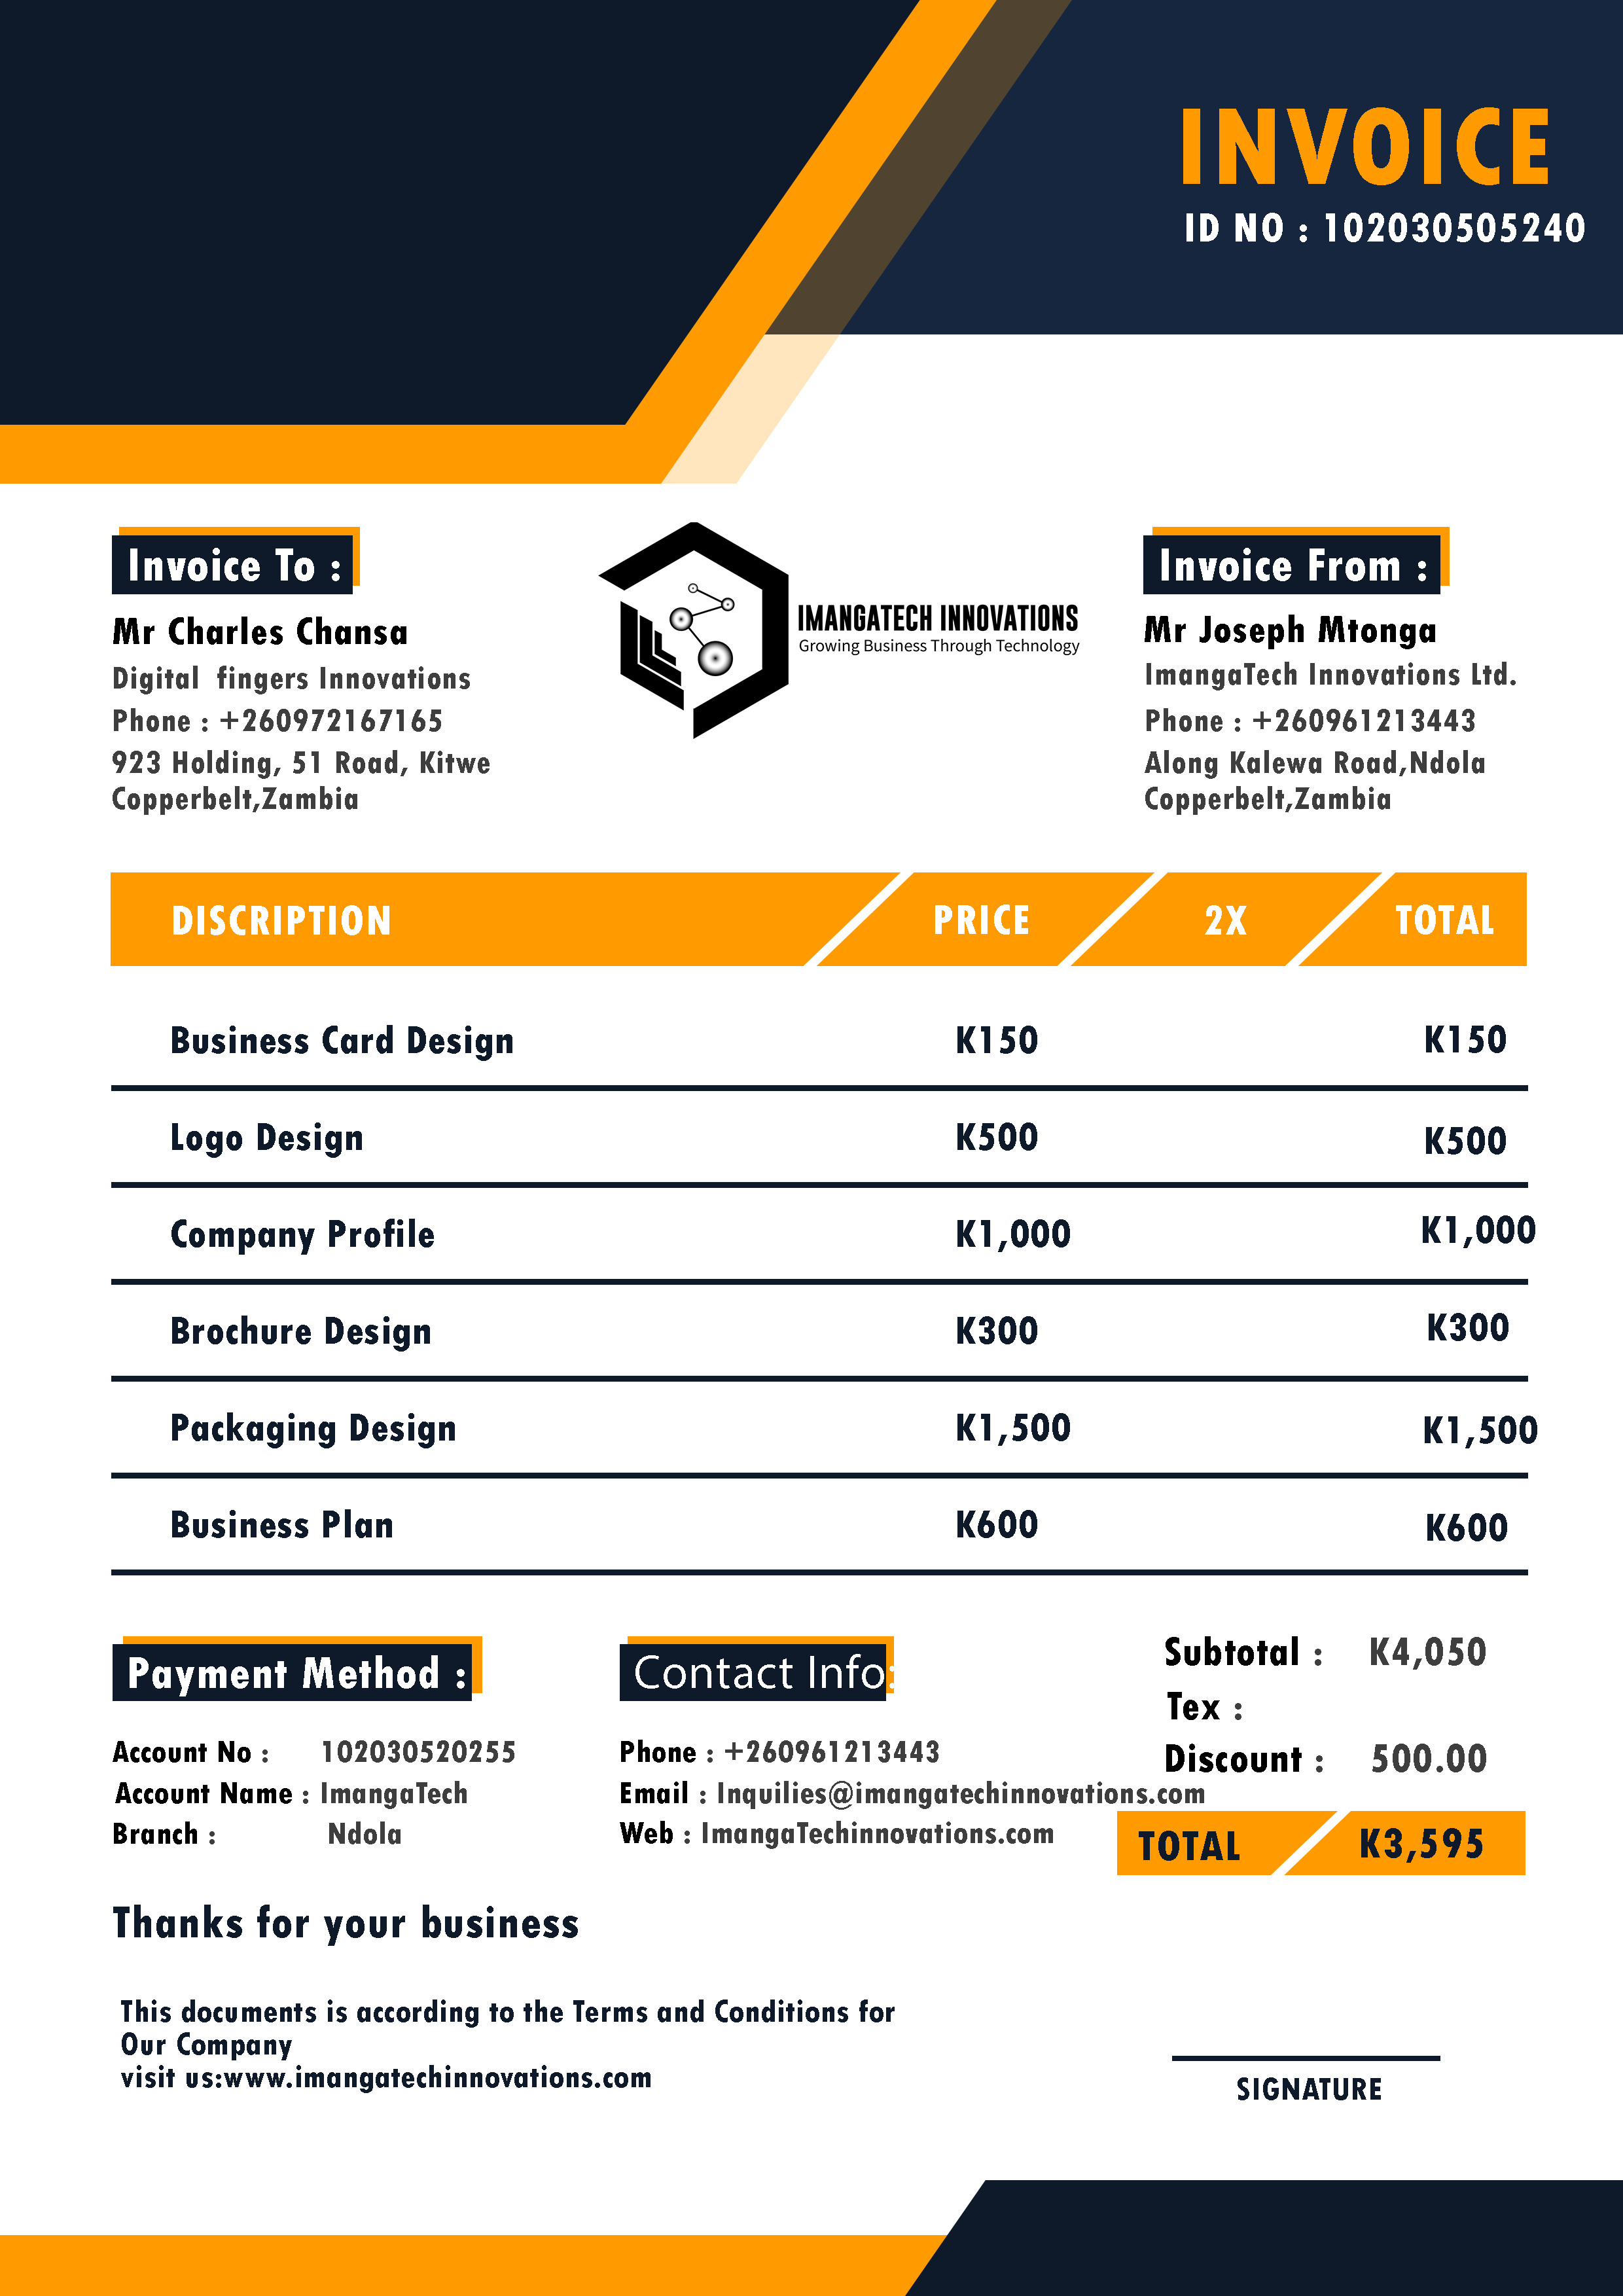 INVOICE
ID NO : 102030505240
Invoice To :
Mr Charles Chansa
Digital fingers Innovations
Phone : +260972167165
923 Holding, 51 Road, Kitwe
Copperbelt,Zambia
IMANGATECH INNOVATIONS
Growing Business Through Technology
Invoice From :
Mr Joseph Mtonga
ImangaTech Innovations Ltd.
Phone : +260961213443
Along Kalewa Road,Ndola
Copperbelt,Zambia
DISCRIPTION PRICE 2X TOTAL
Business Card Design K150 K150
Logo Design K500 K500
Company Profile K1,000 K1,000
Brochure Design K300 K300
Packaging Design K1,500 K1,500
Business Plan K600 K600
Payment Method :
Account No : 102030520255
Account Name : ImangaTech
Branch : Ndola
Contact Info:
Phone : +260961213443
Email : Inquilies@imangatechinnovations.com
Web : ImangaTechinnovations.com
Subtotal : K4,050
Tex :
Discount : 500.00
TOTAL K3,595
Thanks for your business
This documents is according to the Terms and Conditions for
Our Company
visit us:www.imangatechinnovations.com
SIGNATURE